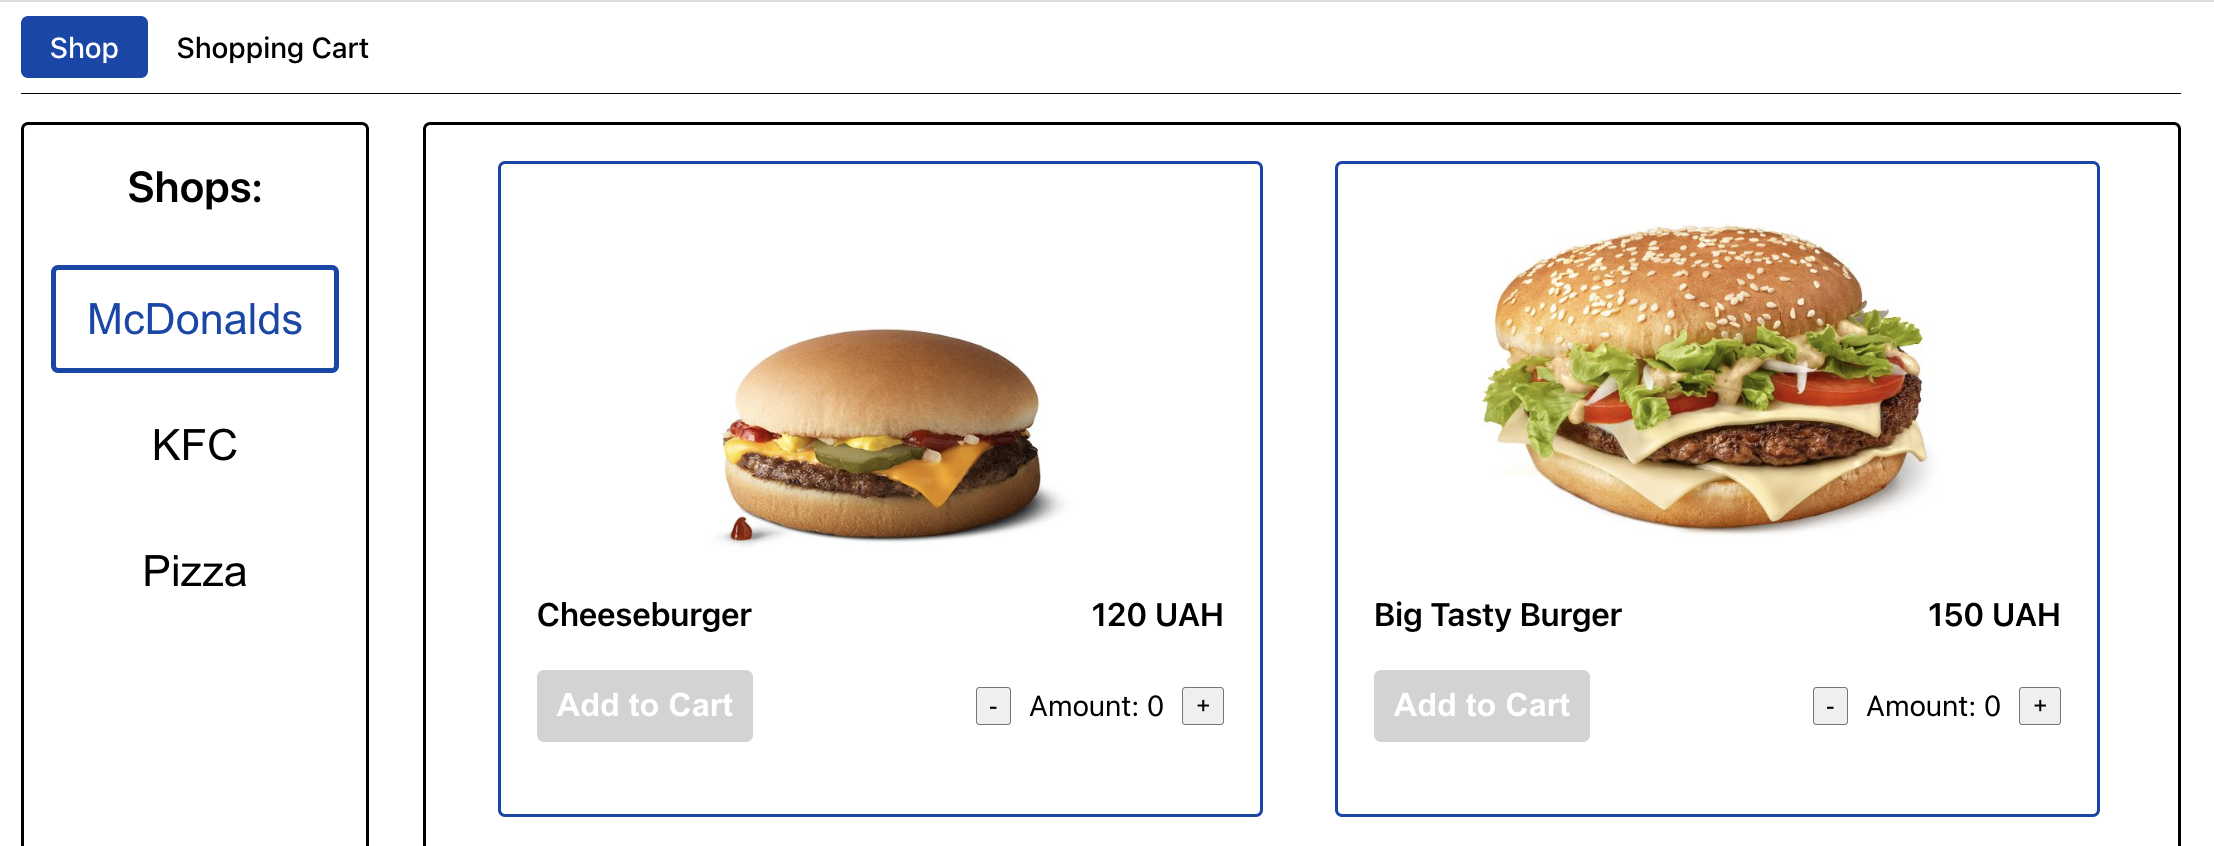 Shop
Shopping Cart
Shops:
McDonalds
KFC
Pizza
Cheeseburger
120 UAH
Add to Cart
- Amount: 0 +
Big Tasty Burger
150 UAH
Add to Cart
- Amount: 0 +